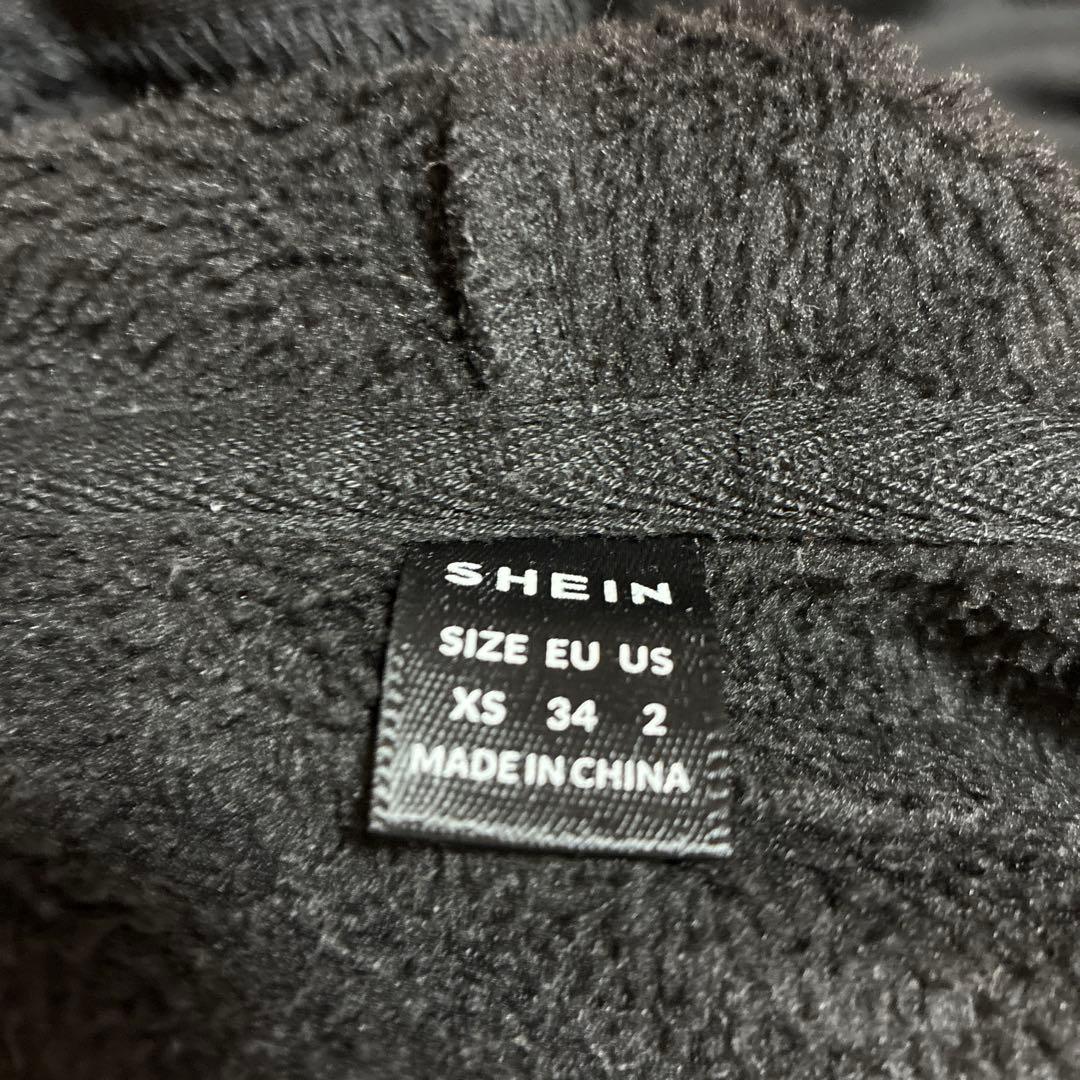 SHEIN
SIZE EU US
XS 34 2
MADE IN CHINA